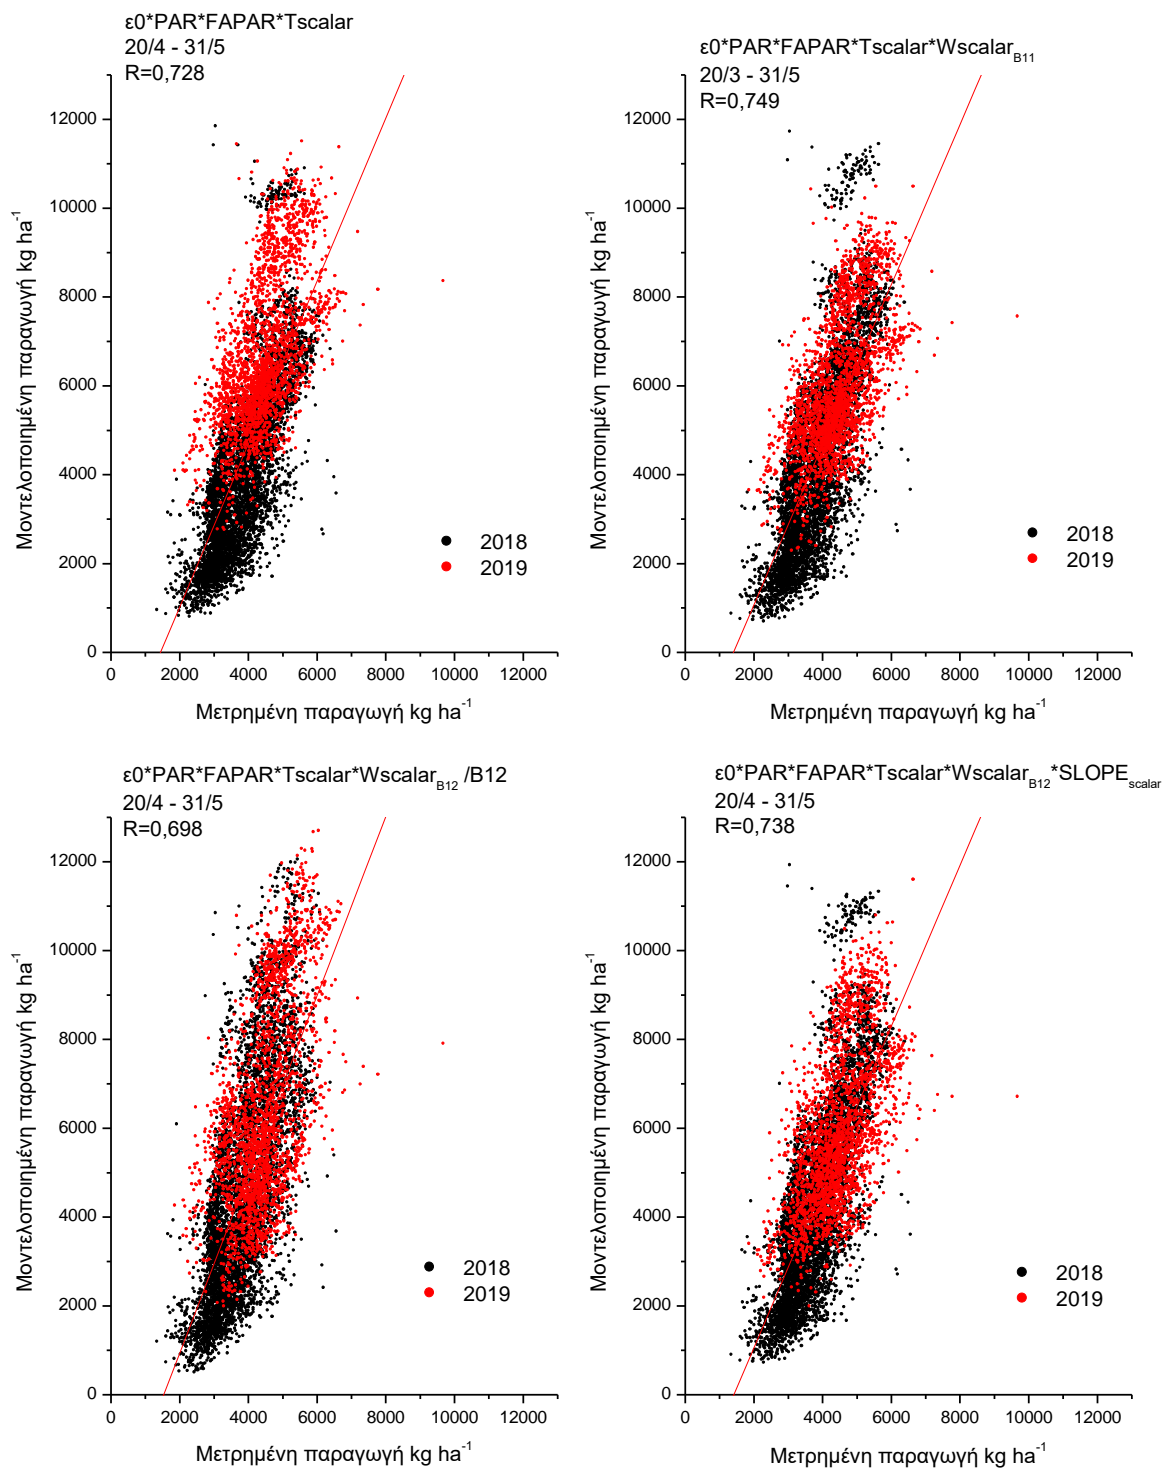 ε0*PAR*FAPAR*Tscalar
20/4 - 31/5
R=0,728
12000
10000
8000
6000
4000
2000
0
0 2000 4000 6000 8000 10000 12000
Μοντελοποιημένη παραγωγή kg ha⁻¹
Μετρημένη παραγωγή kg ha⁻¹
2018
2019
ε0*PAR*FAPAR*Tscalar*Wscalar_B11
20/3 - 31/5
R=0,749
12000
10000
8000
6000
4000
2000
0
0 2000 4000 6000 8000 10000 12000
Μοντελοποιημένη παραγωγή kg ha⁻¹
Μετρημένη παραγωγή kg ha⁻¹
2018
2019
ε0*PAR*FAPAR*Tscalar*Wscalar_B12 /B12
20/4 - 31/5
R=0,698
12000
10000
8000
6000
4000
2000
0
0 2000 4000 6000 8000 10000 12000
Μοντελοποιημένη παραγωγή kg ha⁻¹
Μετρημένη παραγωγή kg ha⁻¹
2018
2019
ε0*PAR*FAPAR*Tscalar*Wscalar_B12*SLOPE_scalar
20/4 - 31/5
R=0,738
12000
10000
8000
6000
4000
2000
0
0 2000 4000 6000 8000 10000 12000
Μοντελοποιημένη παραγωγή kg ha⁻¹
Μετρημένη παραγωγή kg ha⁻¹
2018
2019